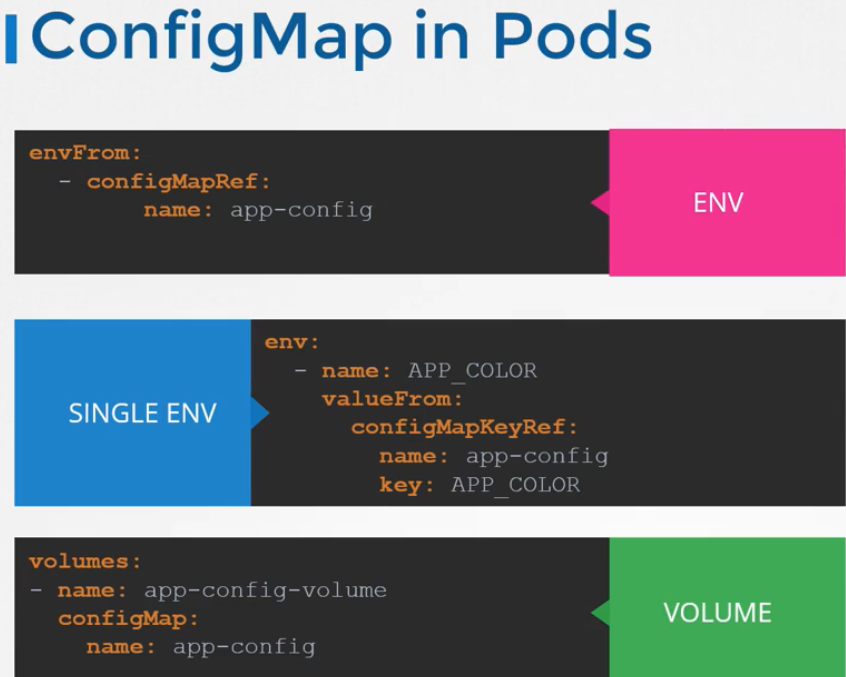 ConfigMap in Pods
envFrom:
  - configMapRef:
        name: app-config
ENV
SINGLE ENV
env:
  - name: APP_COLOR
    valueFrom:
      configMapKeyRef:
        name: app-config
        key: APP_COLOR
volumes:
- name: app-config-volume
  configMap:
    name: app-config
VOLUME